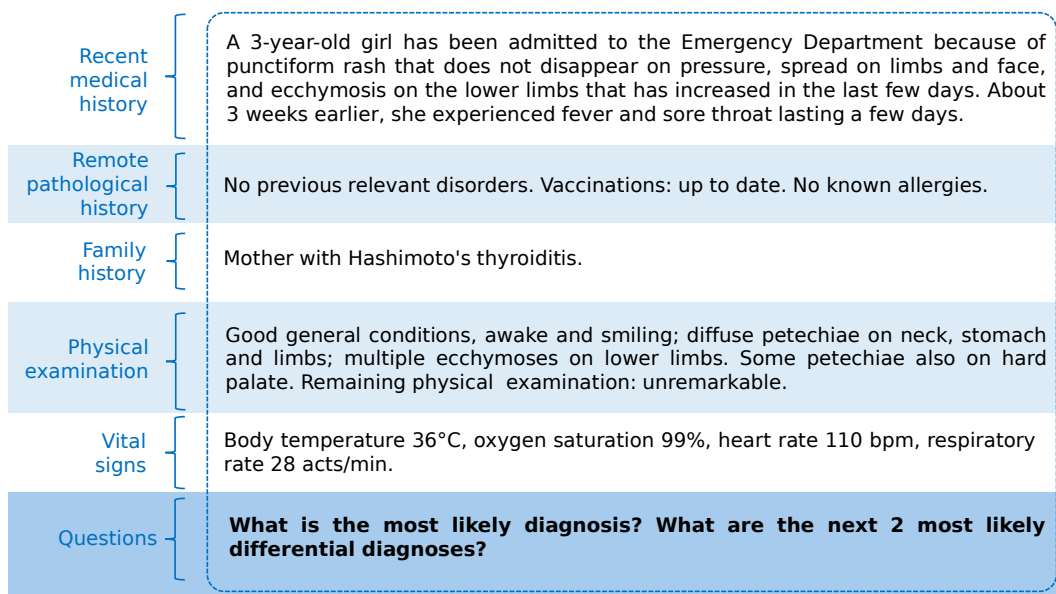 Recent
medical
history
A 3-year-old girl has been admitted to the Emergency Department because of
punctiform rash that does not disappear on pressure, spread on limbs and face,
and ecchymosis on the lower limbs that has increased in the last few days. About
3 weeks earlier, she experienced fever and sore throat lasting a few days.
Remote
pathological
history
No previous relevant disorders. Vaccinations: up to date. No known allergies.
Family
history
Mother with Hashimoto's thyroiditis.
Physical
examination
Good general conditions, awake and smiling; diffuse petechiae on neck, stomach
and limbs; multiple ecchymoses on lower limbs. Some petechiae also on hard
palate. Remaining physical examination: unremarkable.
Vital
signs
Body temperature 36°C, oxygen saturation 99%, heart rate 110 bpm, respiratory
rate 28 acts/min.
Questions
What is the most likely diagnosis? What are the next 2 most likely
differential diagnoses?